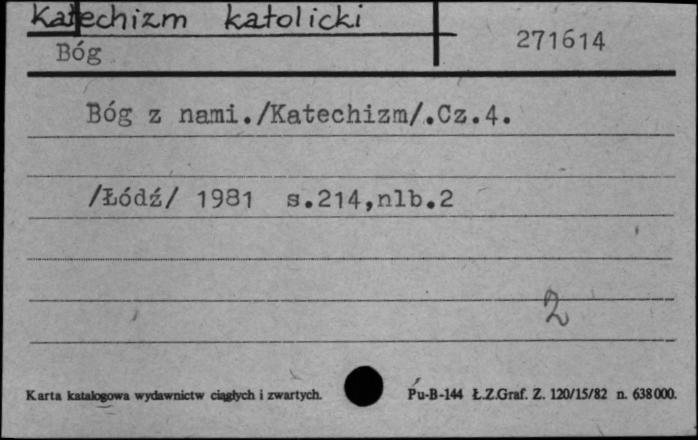 Katechizm katolicki
Bóg
271614
Bóg z nami./Katechizm/.Cz.4.
/Łódź/ 1981 s.214,nlb.2
2
Karta katalogowa wydawnictw ciągłych i zwartych.
Pu-B-144 Ł.Z.Graf. Z. 120/15/82 n. 638000.